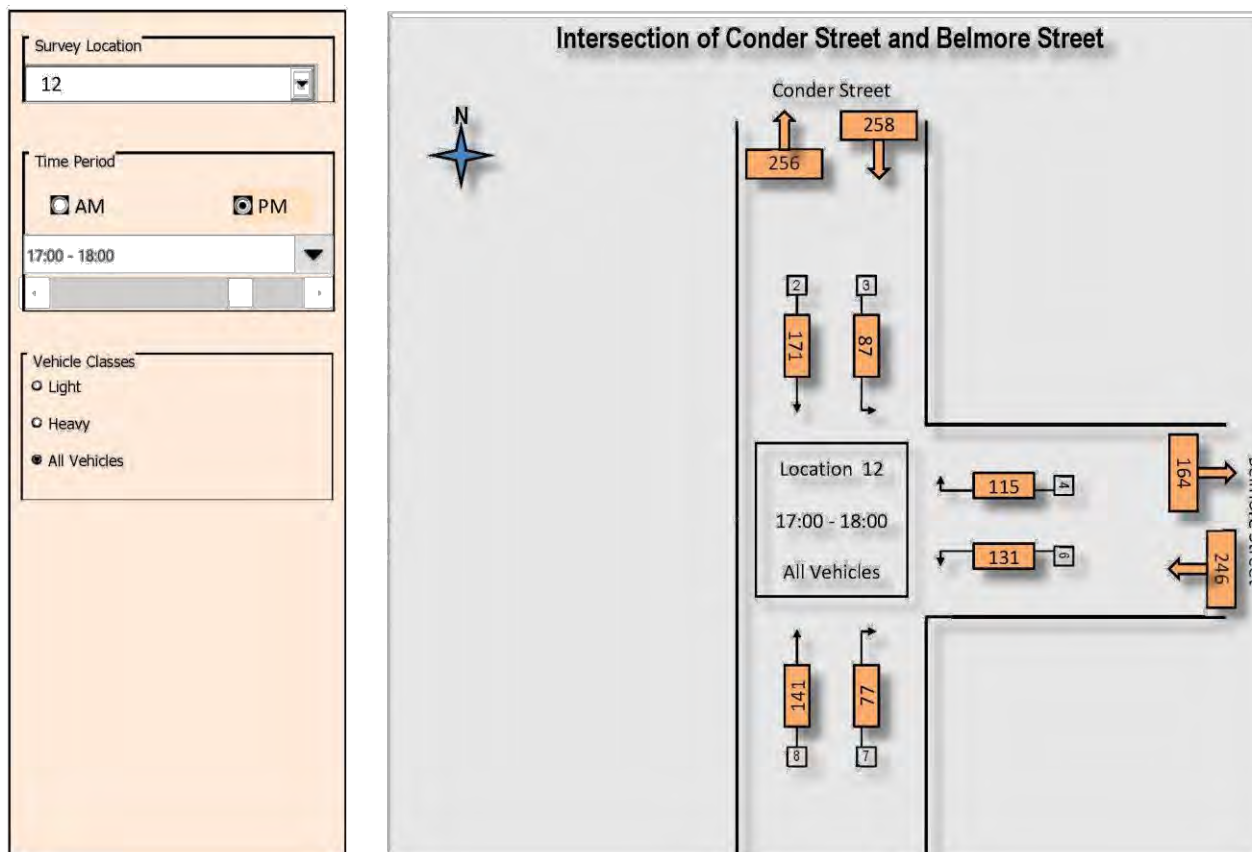 Survey Location
12
Time Period
AM
PM
17:00 - 18:00
Vehicle Classes
Light
Heavy
All Vehicles
Intersection of Conder Street and Belmore Street
Conder Street
N
256
258
2
3
171
87
Location 12
17:00 - 18:00
All Vehicles
115
4
131
6
164
246
141
77
8
7